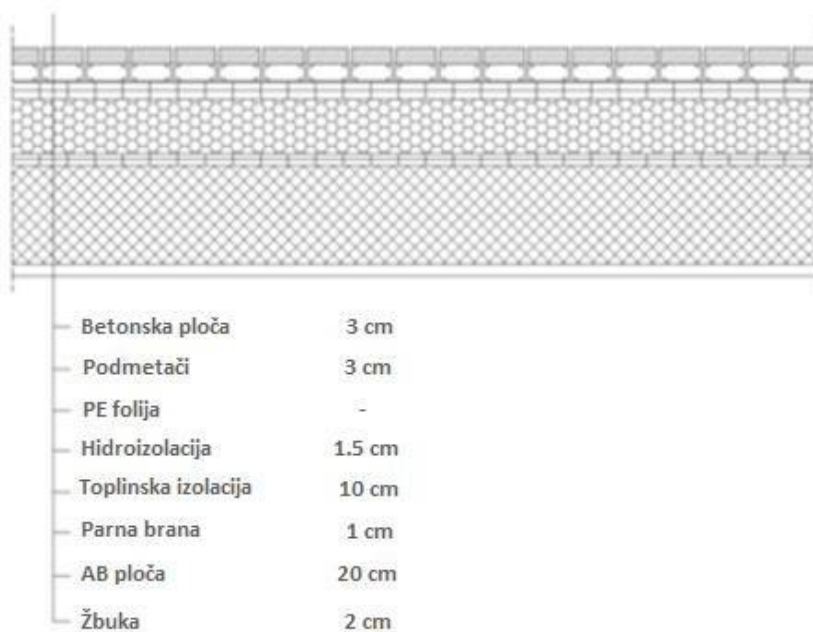 Betonska ploča 3 cm
Podmetači 3 cm
PE folija -
Hidroizolacija 1.5 cm
Toplinska izolacija 10 cm
Parna brana 1 cm
AB ploča 20 cm
Žbuka 2 cm